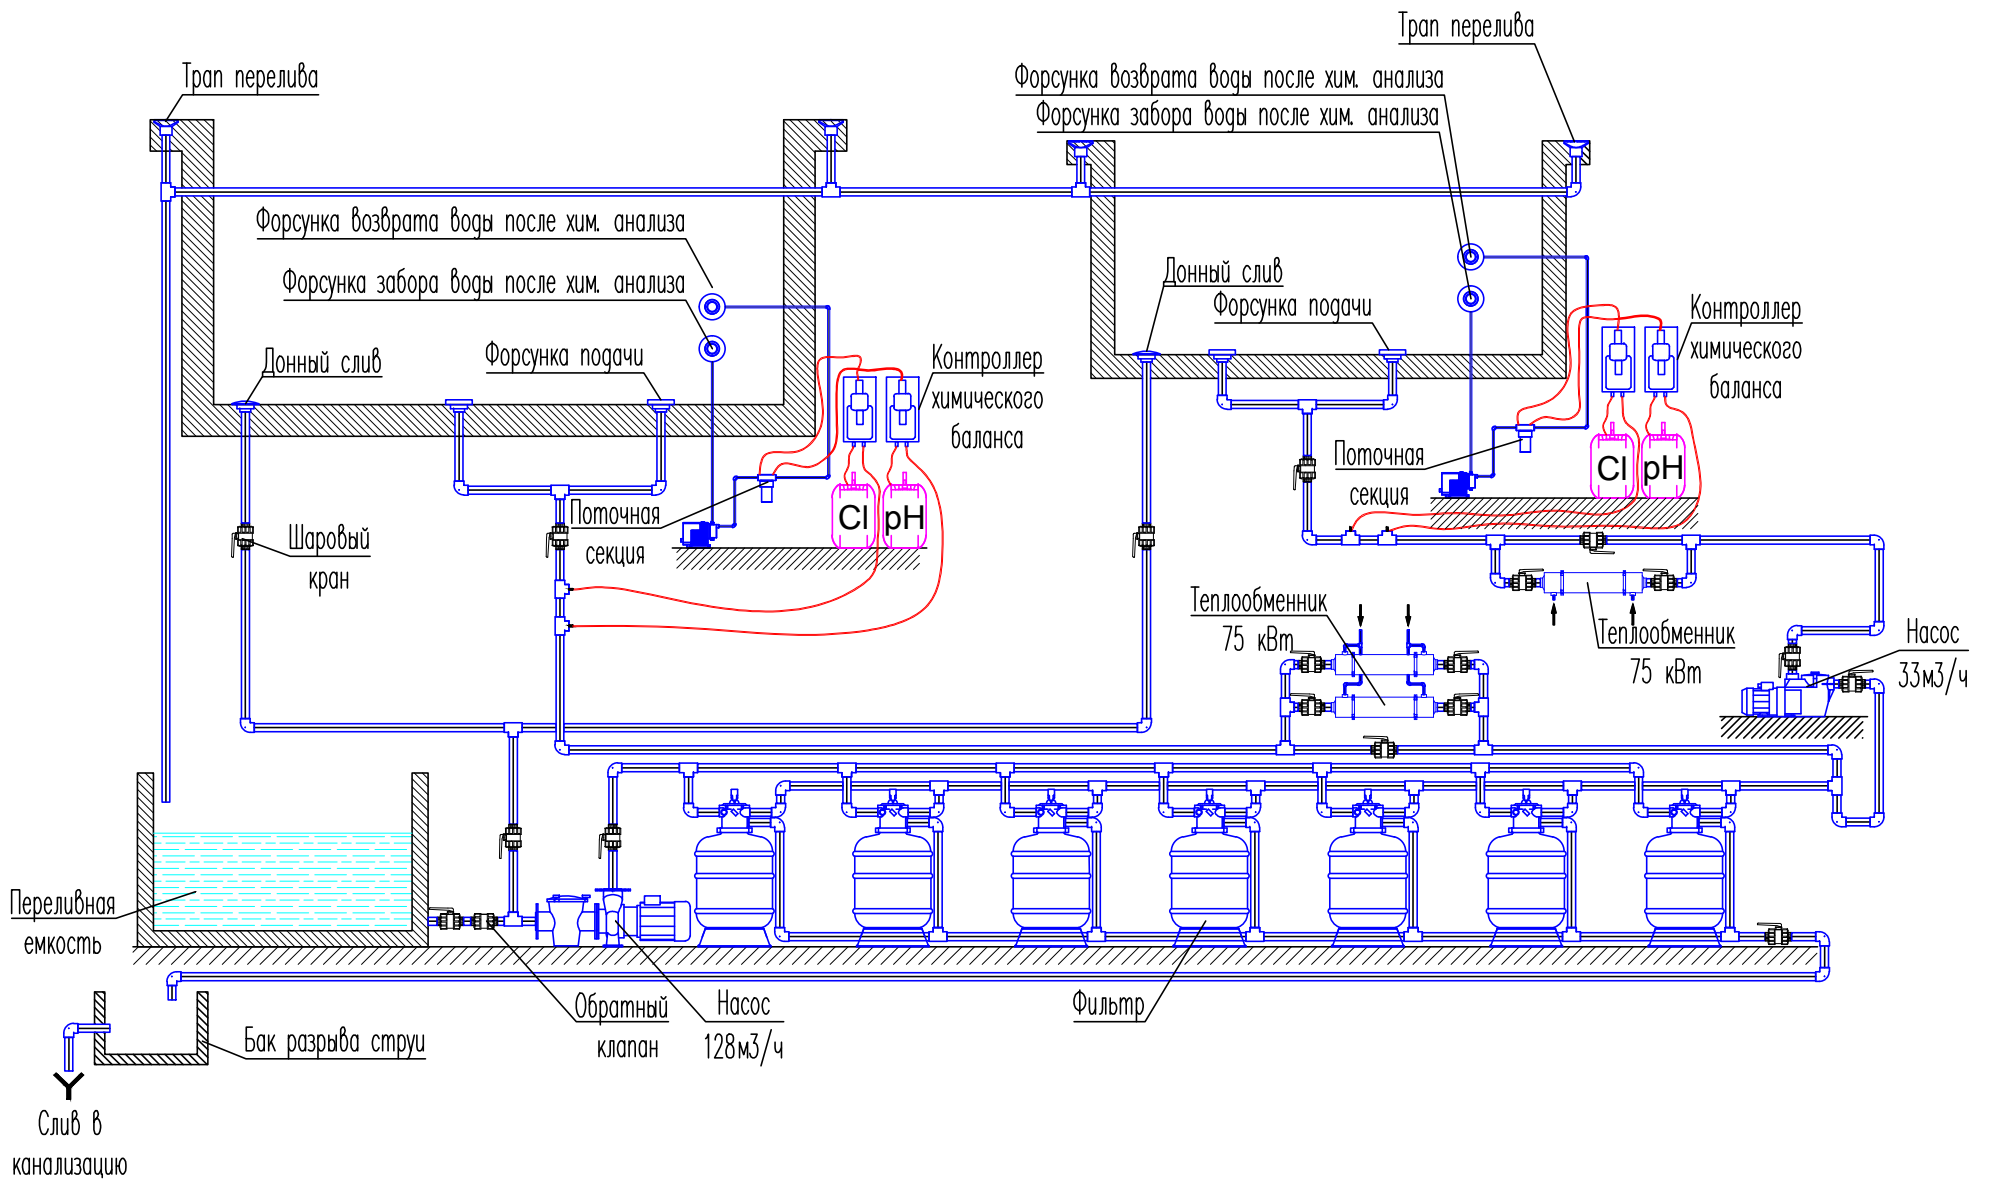 Трап перелива
Трап перелива
Форсунка возврата воды после хим. анализа
Форсунка забора воды после хим. анализа
Форсунка возврата воды после хим. анализа
Форсунка забора воды после хим. анализа
Донный слив
Форсунка подачи
Контроллер
химического
баланса
Донный слив
Форсунка подачи
Контроллер
химического
баланса
Поточная
секция
Cl
pH
Поточная
секция
Cl
pH
Шаровый
кран
Теплообменник
75 кВт
Теплообменник
75 кВт
Насос
33м3/ч
Переливная
емкость
Обратный
клапан
Насос
128м3/ч
Фильтр
Бак разрыва струи
Слив в
канализацию